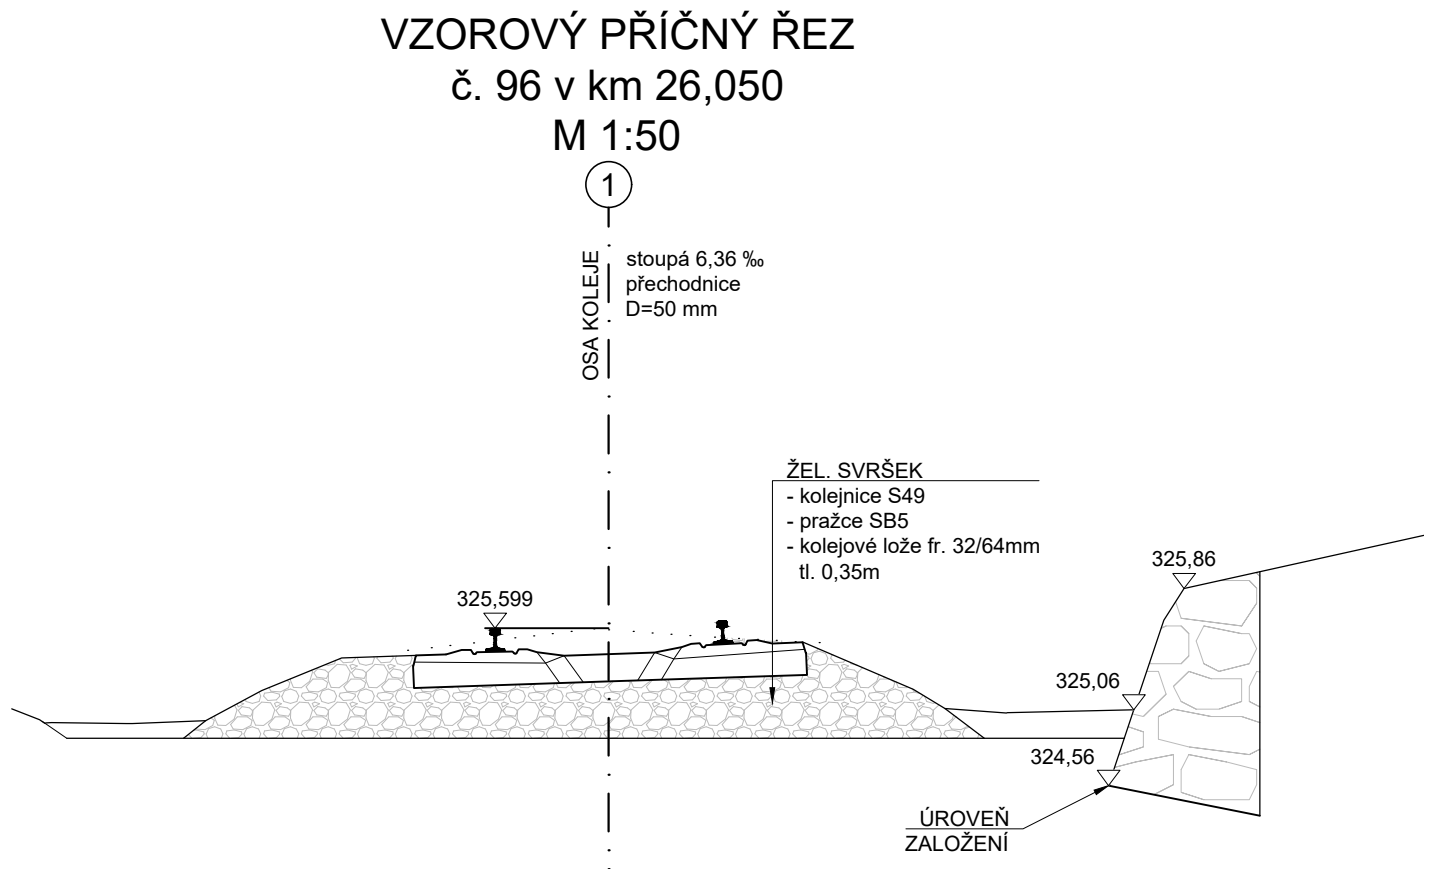 VZOROVÝ PŘÍČNÝ ŘEZ
č. 96 v km 26,050
M 1:50
1
OSA KOLEJE
stoupá 6,36 ‰
přechodnice
D=50 mm
ŽEL. SVRŠEK
- kolejnice S49
- pražce SB5
- kolejové lože fr. 32/64mm
tl. 0,35m
325,86
325,599
325,06
324,56
ÚROVEŇ
ZALOŽENÍ